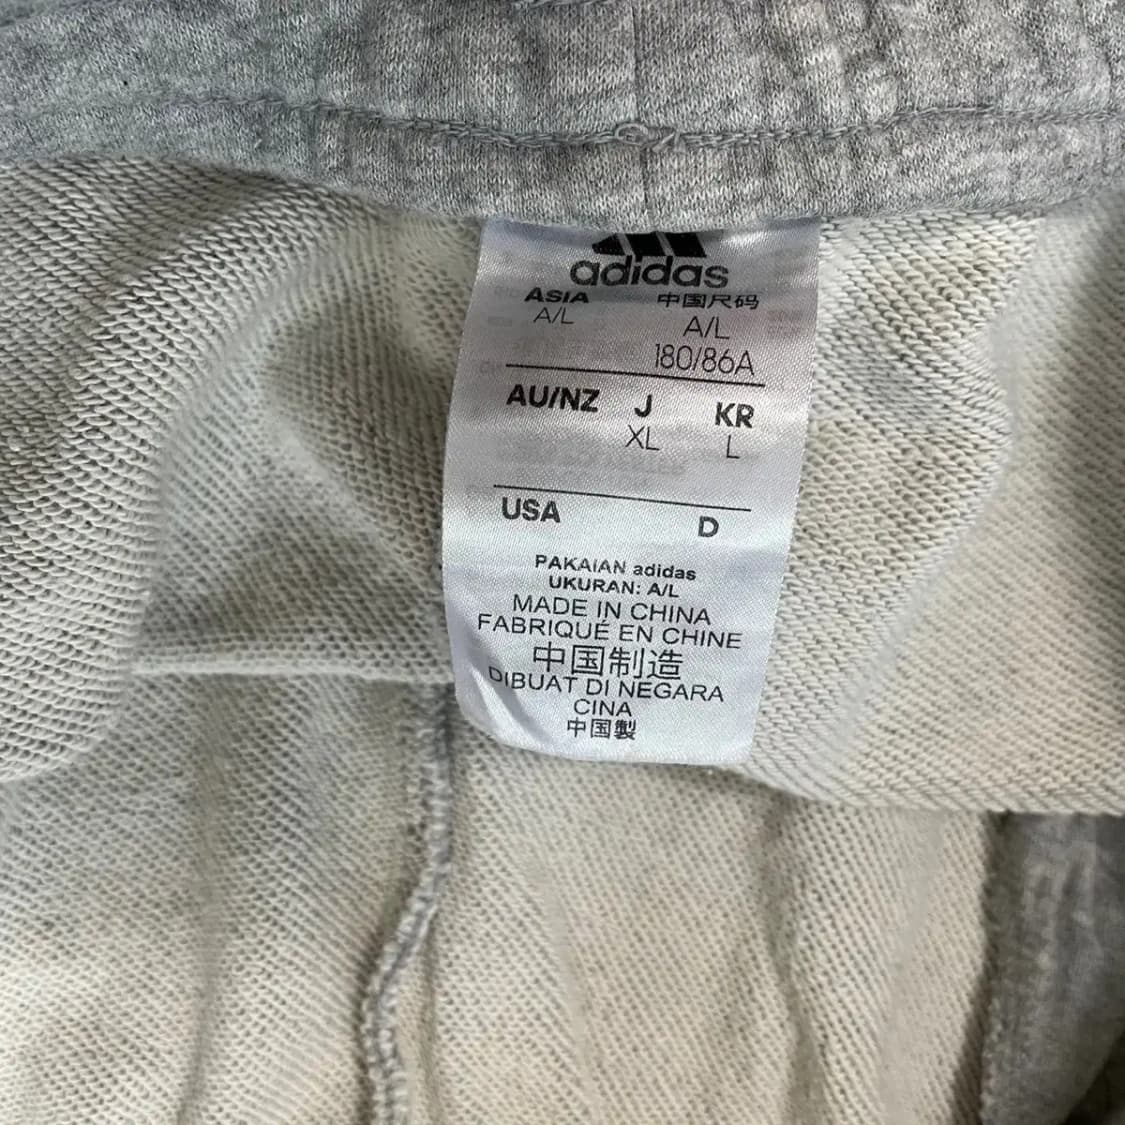 adidas
ASIA 中国尺码
A/L A/L
180/86A
AU/NZ J KR
XL L
USA D
PAKAIAN adidas
UKURAN: A/L
MADE IN CHINA
FABRIQUÉ EN CHINE
中国制造
DIBUAT DI NEGARA
CINA
中国製